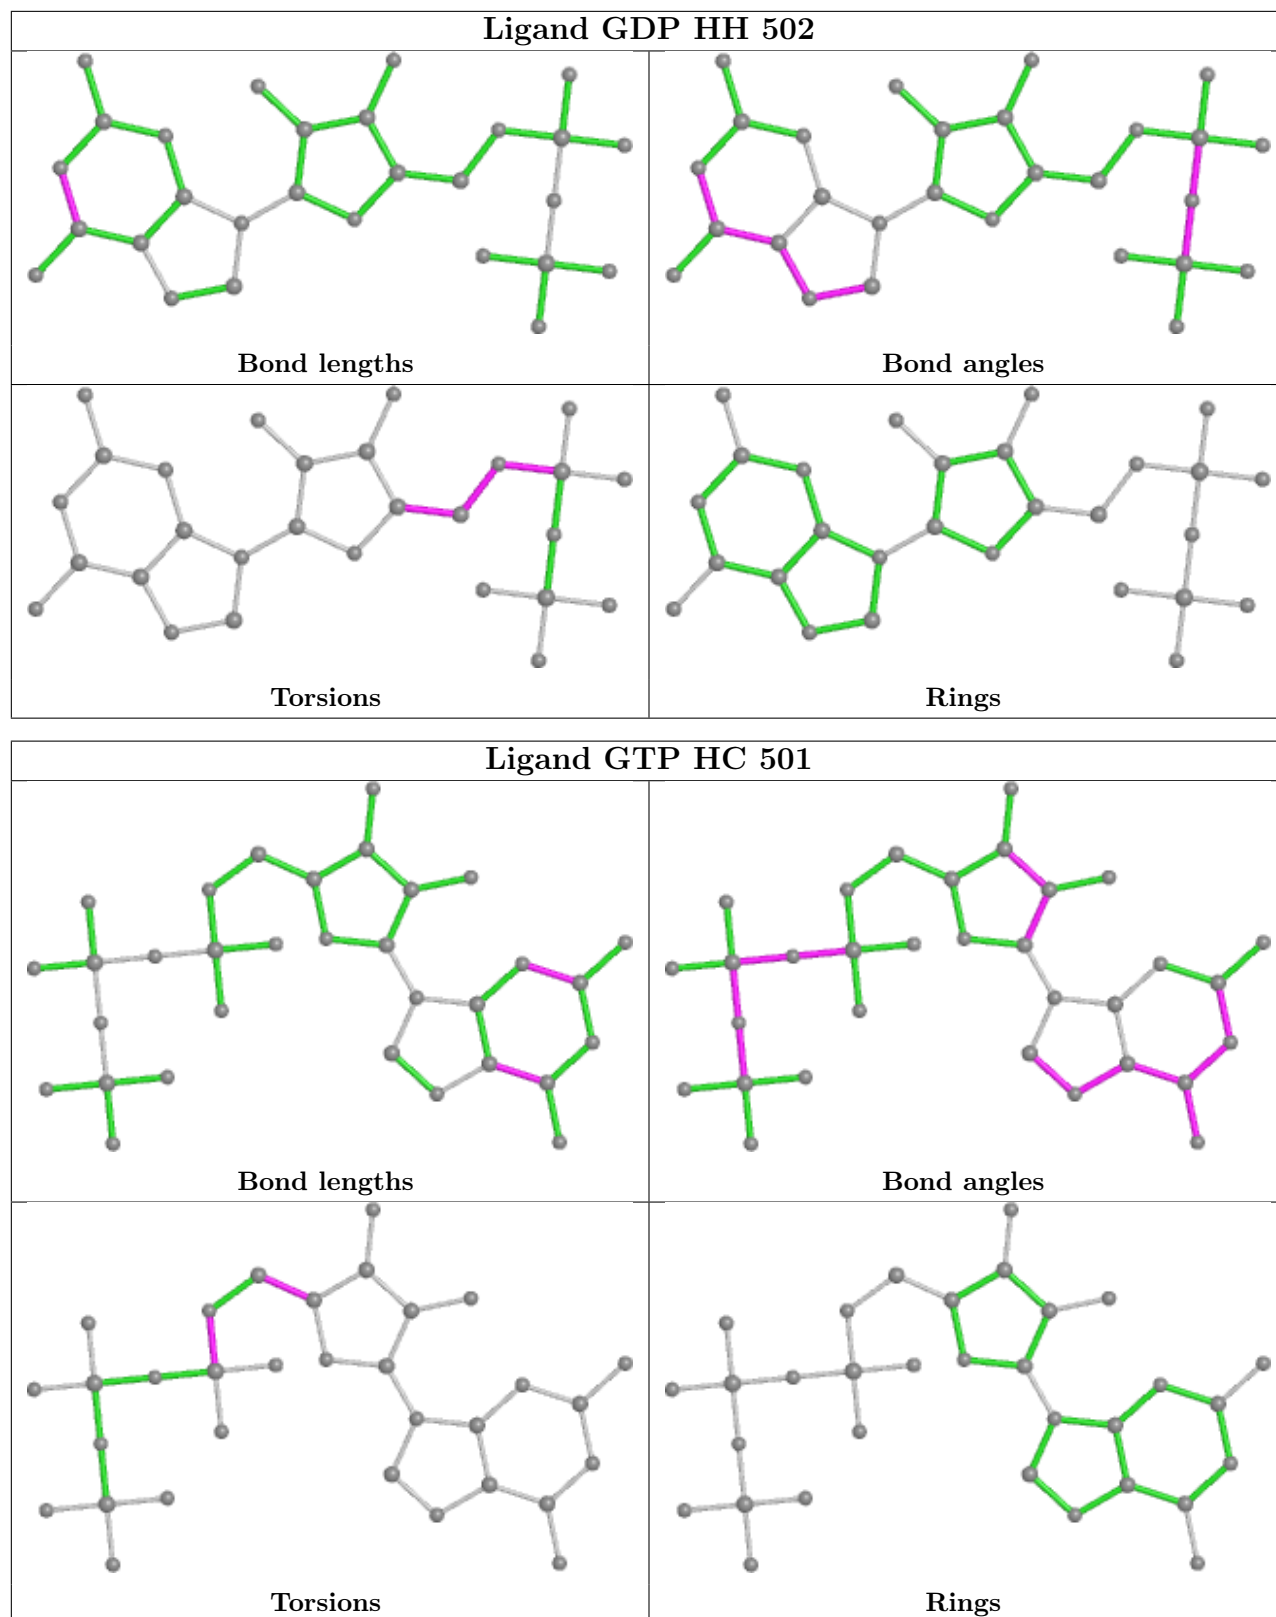 Ligand GDP HH 502
Bond lengths
Bond angles
Torsions
Rings
Ligand GTP HC 501
Bond lengths
Bond angles
Torsions
Rings